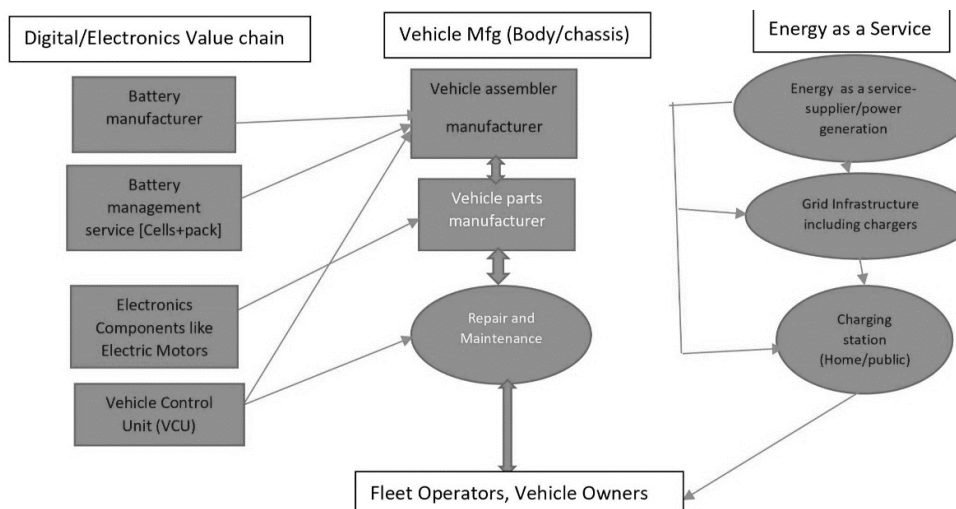 Digital/Electronics Value chain
Battery
manufacturer
Battery
management
service [Cells+pack]
Electronics
Components like
Electric Motors
Vehicle Control
Unit (VCU)
Vehicle Mfg (Body/chassis)
Vehicle assembler
manufacturer
Vehicle parts
manufacturer
Repair and
Maintenance
Fleet Operators, Vehicle Owners
Energy as a Service
Energy as a service-
supplier/power
generation
Grid Infrastructure
including chargers
Charging
station
(Home/public)